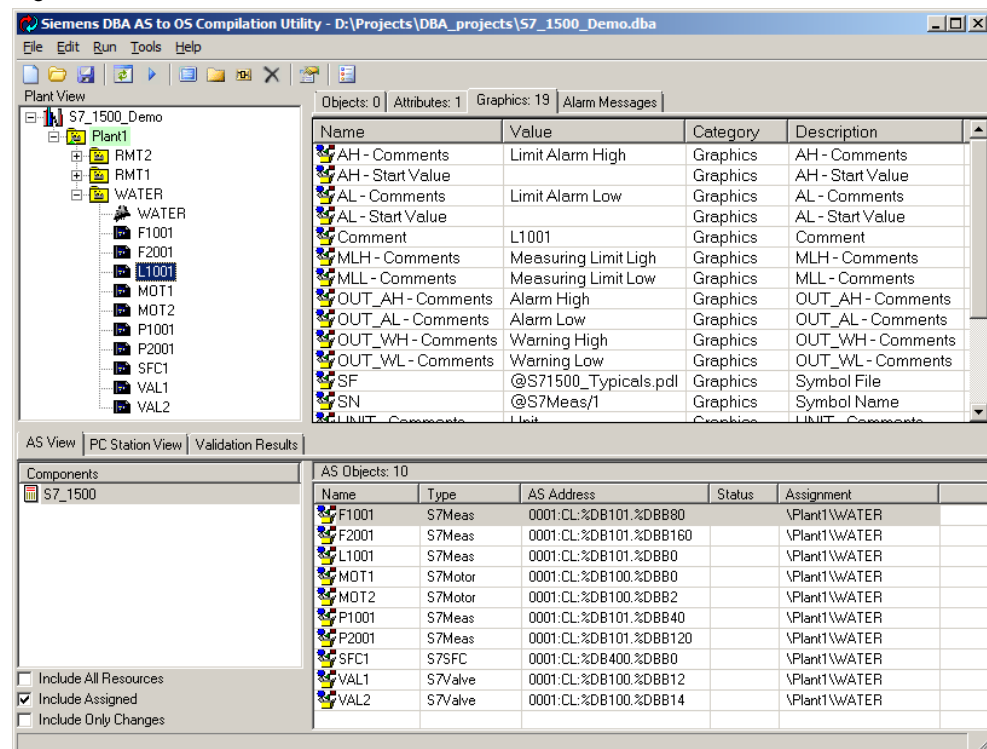 Siemens DBA AS to OS Compilation Utility - D:\Projects\DBA_projects\S7_1500_Demo.dba
File Edit Run Tools Help
Plant View
S7_1500_Demo
Plant1
RMT2
RMT1
WATER
WATER
F1001
F2001
L1001
MOT1
MOT2
P1001
P2001
SFC1
VAL1
VAL2
Objects: 0 Attributes: 1 Graphics: 19 Alarm Messages
Name Value Category Description
AH - Comments Limit Alarm High Graphics AH - Comments
AH - Start Value Graphics AH - Start Value
AL - Comments Limit Alarm Low Graphics AL - Comments
AL - Start Value Graphics AL - Start Value
Comment L1001 Graphics Comment
MLH - Comments Measuring Limit Ligh Graphics MLH - Comments
MLL - Comments Measuring Limit Low Graphics MLL - Comments
OUT_AH - Comments Alarm High Graphics OUT_AH - Comments
OUT_AL - Comments Alarm Low Graphics OUT_AL - Comments
OUT_WH - Comments Warning High Graphics OUT_WH - Comments
OUT_WL - Comments Warning Low Graphics OUT_WL - Comments
SF @S71500_Typicals.pdl Graphics Symbol File
SN @S7Meas/1 Graphics Symbol Name
UNIT - Comments Unit Graphics UNIT - Comments
AS View PC Station View Validation Results
Components
S7_1500
Include All Resources
Include Assigned
Include Only Changes
AS Objects: 10
Name Type AS Address Status Assignment
F1001 S7Meas 0001:CL:%DB101.%DBB80 \Plant1\WATER
F2001 S7Meas 0001:CL:%DB101.%DBB160 \Plant1\WATER
L1001 S7Meas 0001:CL:%DB101.%DBB0 \Plant1\WATER
MOT1 S7Motor 0001:CL:%DB100.%DBB0 \Plant1\WATER
MOT2 S7Motor 0001:CL:%DB100.%DBB2 \Plant1\WATER
P1001 S7Meas 0001:CL:%DB101.%DBB40 \Plant1\WATER
P2001 S7Meas 0001:CL:%DB101.%DBB120 \Plant1\WATER
SFC1 S7SFC 0001:CL:%DB400.%DBB0 \Plant1\WATER
VAL1 S7Valve 0001:CL:%DB100.%DBB12 \Plant1\WATER
VAL2 S7Valve 0001:CL:%DB100.%DBB14 \Plant1\WATER